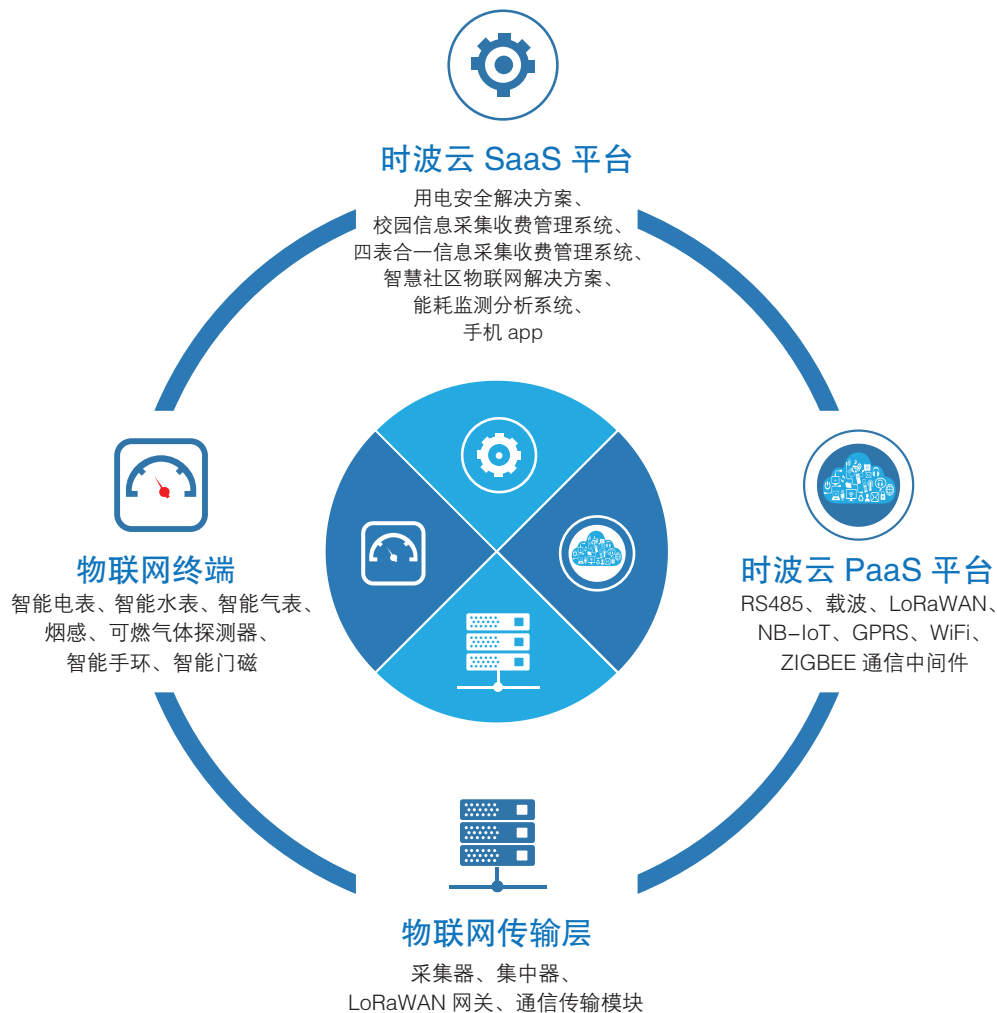 时波云 SaaS 平台
用电安全解决方案、
校园信息采集收费管理系统、
四表合一信息采集收费管理系统、
智慧社区物联网解决方案、
能耗监测分析系统、
手机 app
物联网终端
智能电表、智能水表、智能气表、
烟感、可燃气体探测器、
智能手环、智能门磁
时波云 PaaS 平台
RS485、载波、LoRaWAN、
NB-IoT、GPRS、WiFi、
ZIGBEE 通信中间件
物联网传输层
采集器、集中器、
LoRaWAN 网关、通信传输模块